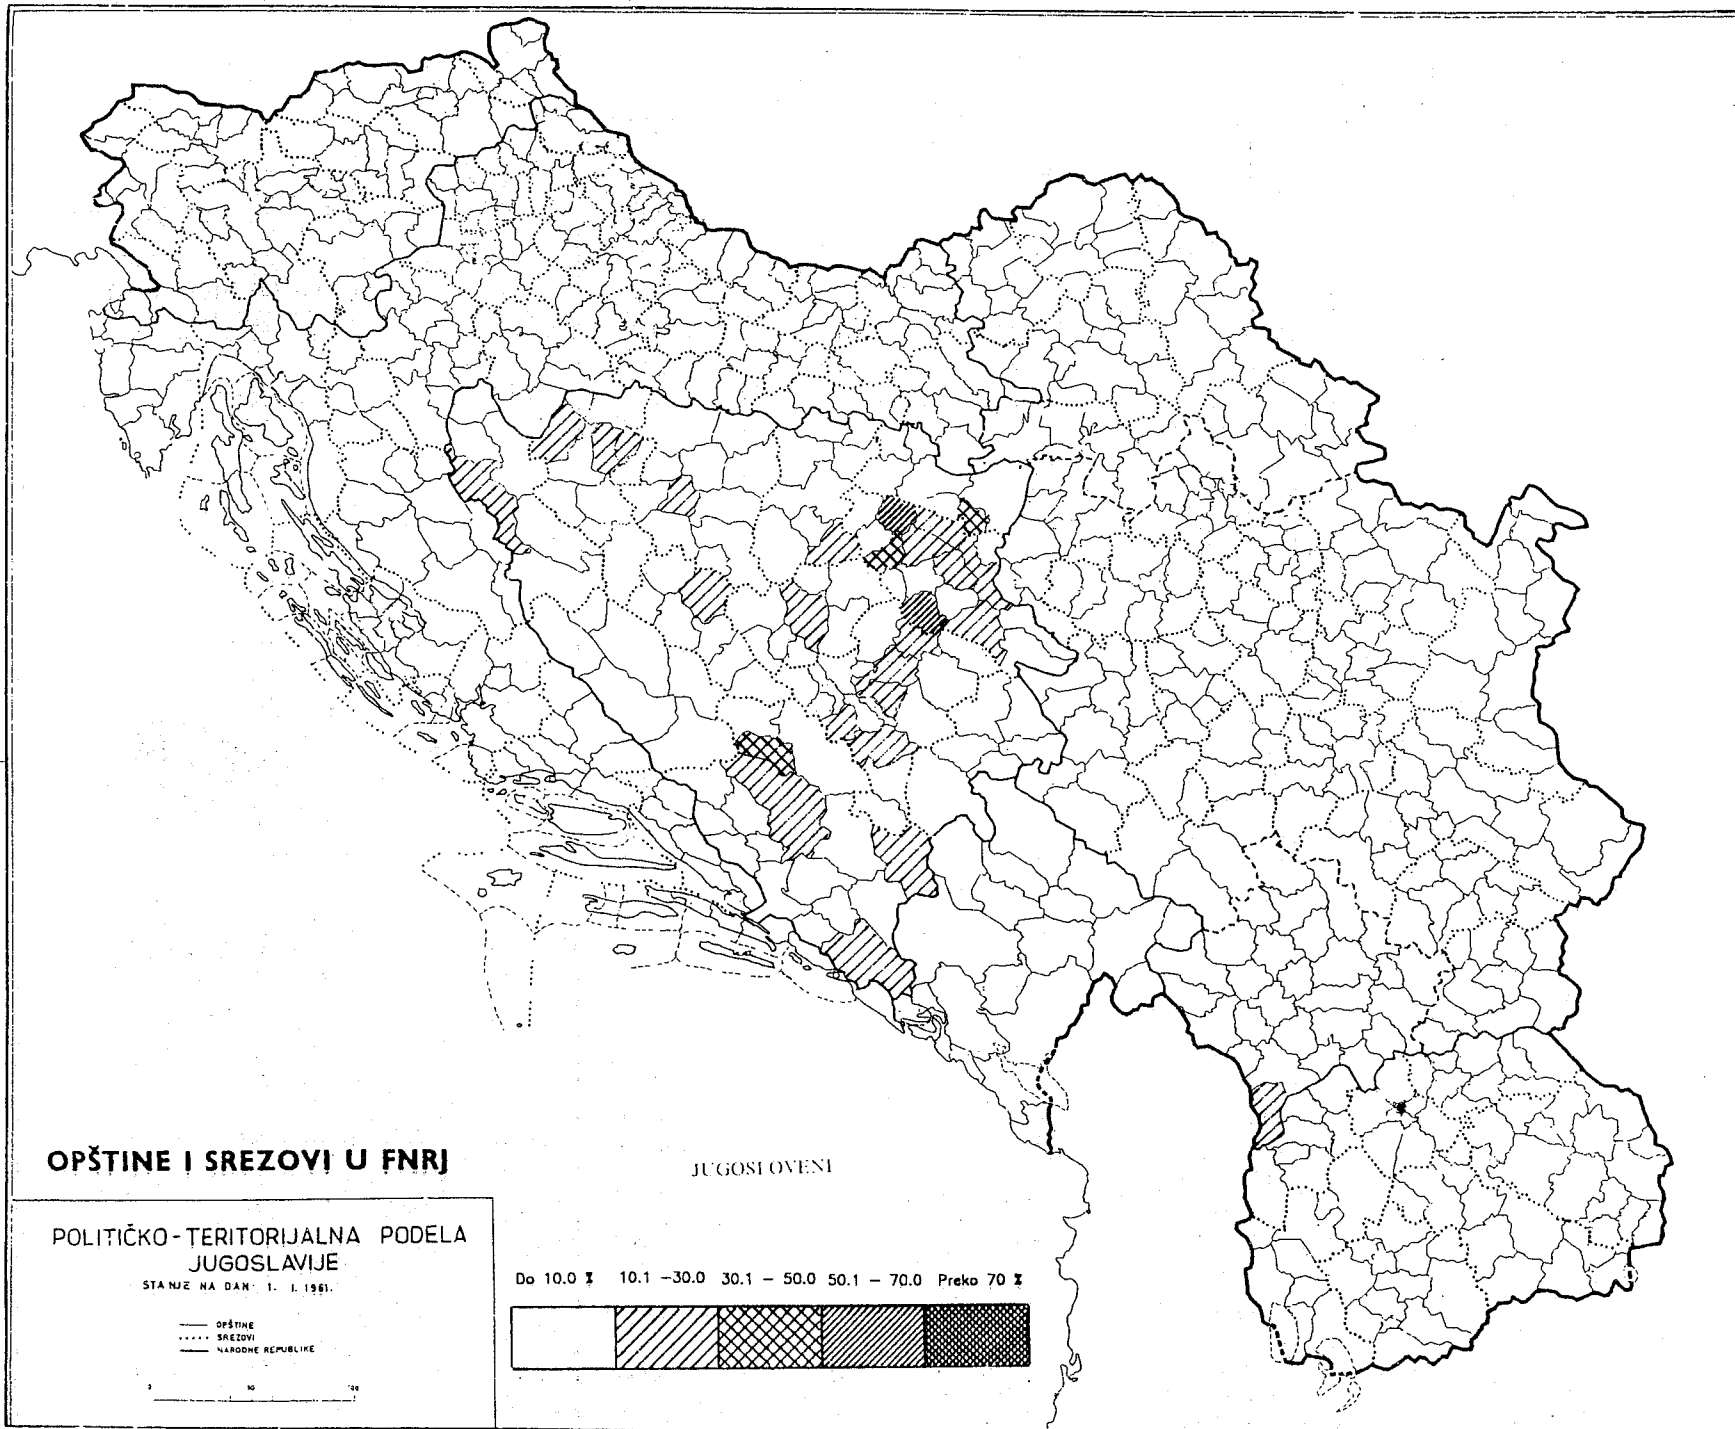 OPŠTINE I SREZOVI U FNRJ
JUGOSLOVENI
POLITIČKO-TERITORIJALNA PODELA
JUGOSLAVIJE
STANJE NA DAN: 1. I. 1961.
OPŠTINE
SREZOVI
NARODNE REPUBLIKE
Do 10.0 % 10.1 -30.0 30.1 - 50.0 50.1 - 70.0 Preko 70 %